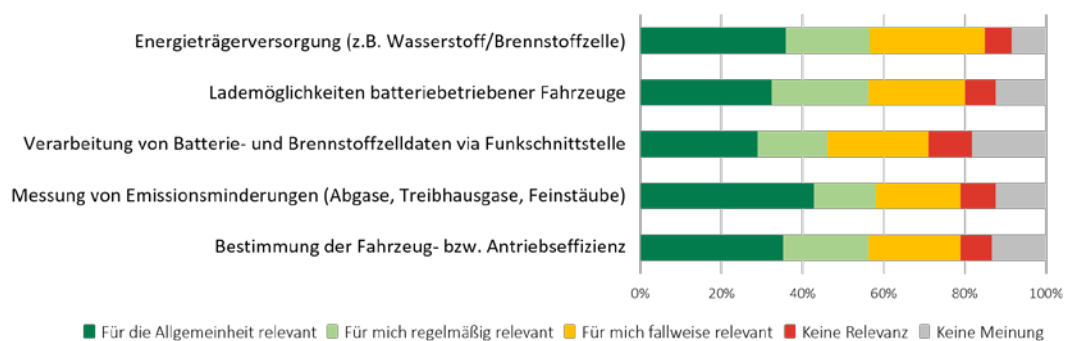 Energieträgerversorgung (z.B. Wasserstoff/Brennstoffzelle)
Lademöglichkeiten batteriebetriebener Fahrzeuge
Verarbeitung von Batterie- und Brennstoffzelldaten via Funkschnittstelle
Messung von Emissionsminderungen (Abgase, Treibhausgase, Feinstäube)
Bestimmung der Fahrzeug- bzw. Antriebseffizienz
0% 20% 40% 60% 80% 100%
Für die Allgemeinheit relevant Für mich regelmäßig relevant Für mich fallweise relevant Keine Relevanz Keine Meinung